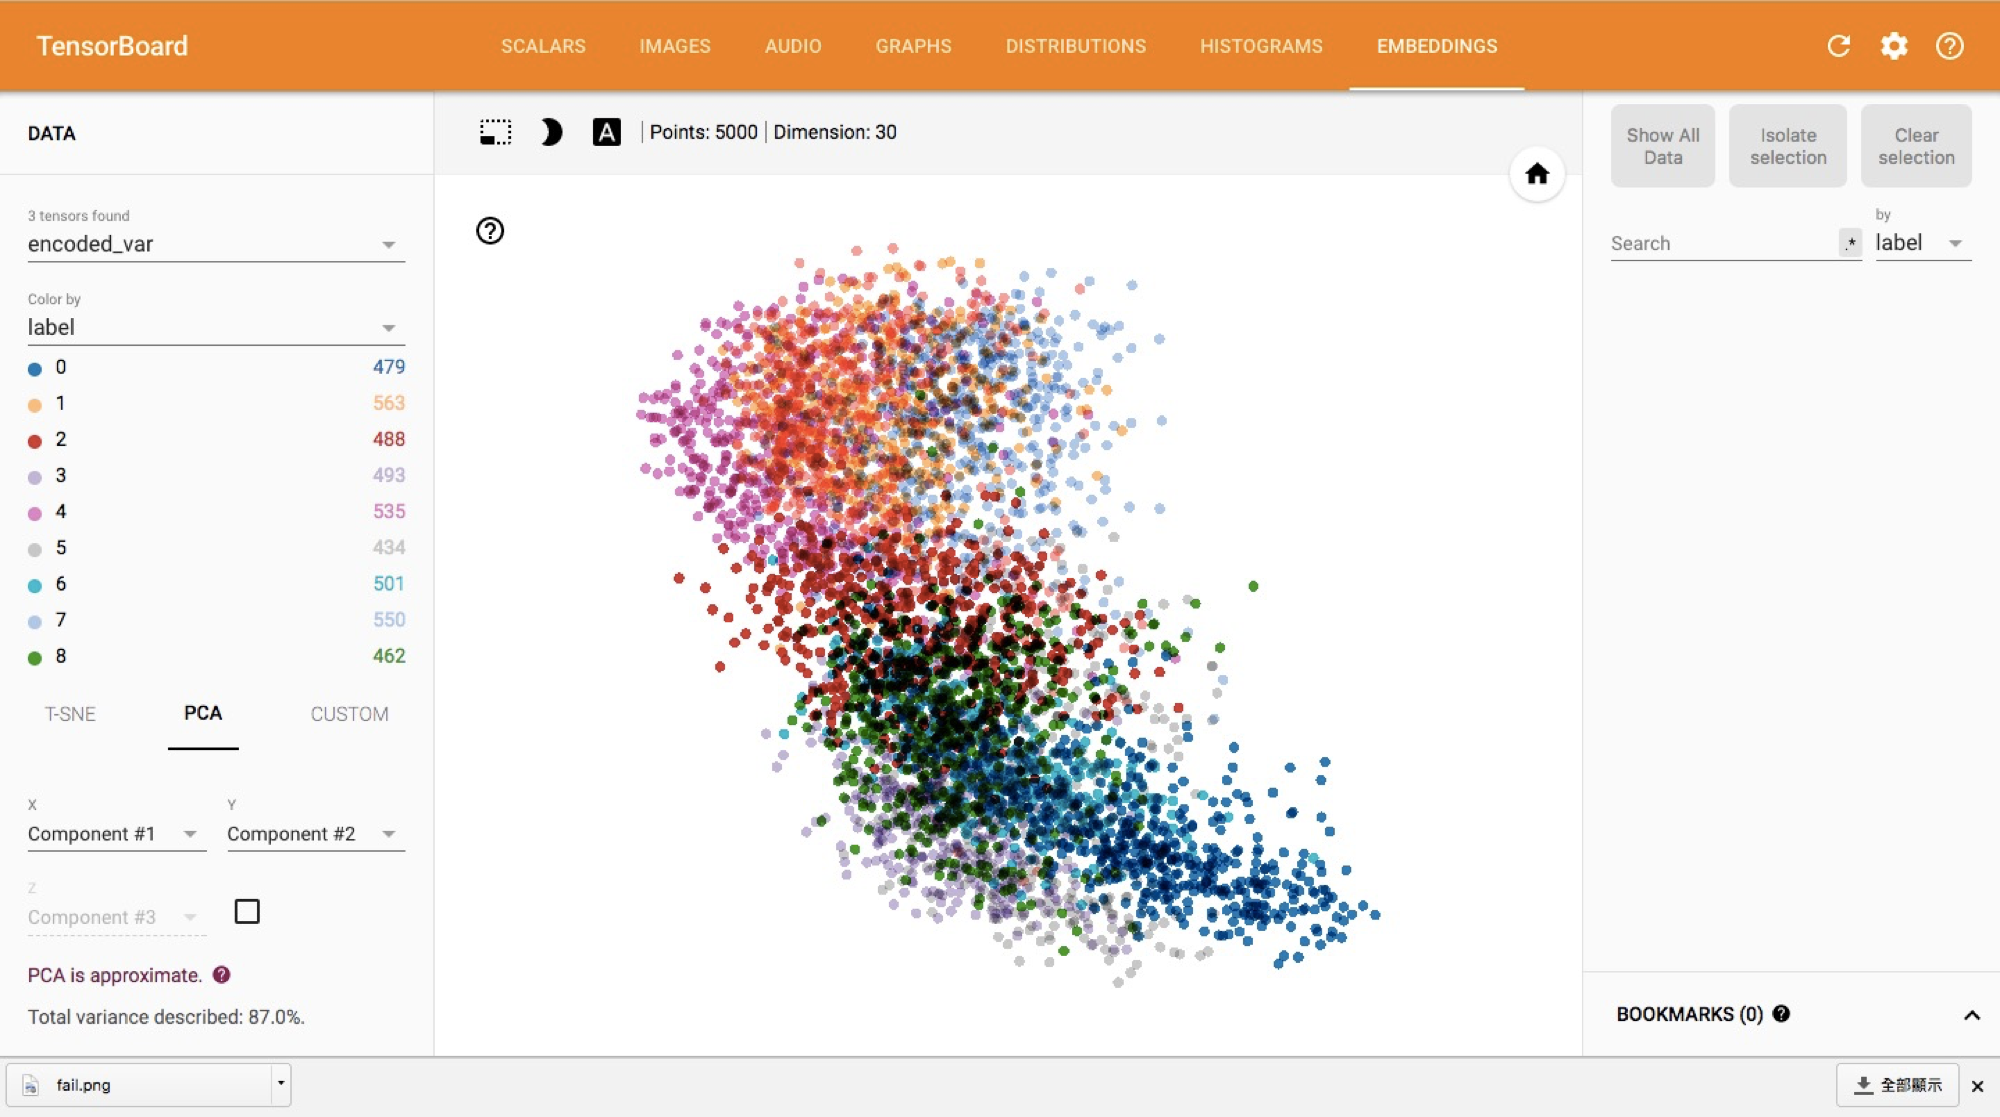 TensorBoard
SCALARS IMAGES AUDIO GRAPHS DISTRIBUTIONS HISTOGRAMS EMBEDDINGS
DATA
3 tensors found
encoded_var
Color by
label
0 479
1 563
2 488
3 493
4 535
5 434
6 501
7 550
8 462
T-SNE PCA CUSTOM
X Y
Component #1 Component #2
Z
Component #3
PCA is approximate. ?
Total variance described: 87.0%.
A Points: 5000 Dimension: 30
?
Show All Data
Isolate selection
Clear selection
by
Search .* label
BOOKMARKS (0) ?
fail.png
全部顯示